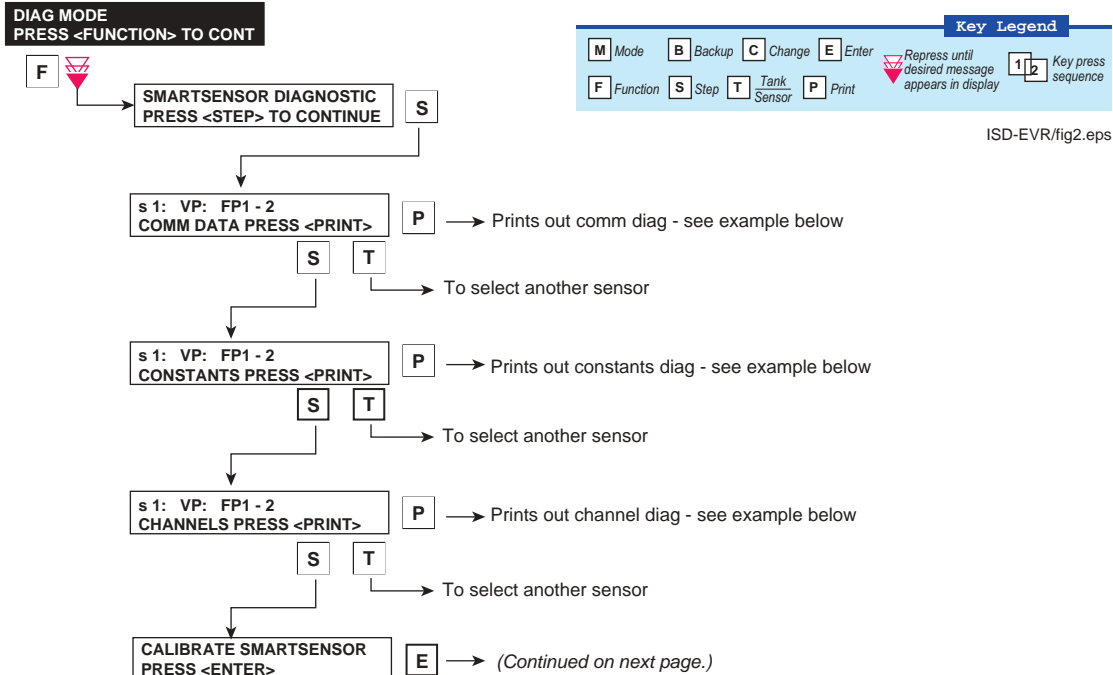 DIAG MODE
PRESS <FUNCTION> TO CONT
Key Legend
M Mode B Backup C Change E Enter
Repress until
desired message
appears in display
1 2 Key press
sequence
F Function S Step T Tank
Sensor P Print
ISD-EVR/fig2.eps
F
SMARTSENSOR DIAGNOSTIC
PRESS <STEP> TO CONTINUE
S
s 1: VP: FP1 - 2
COMM DATA PRESS <PRINT>
P
Prints out comm diag - see example below
S T
To select another sensor
s 1: VP: FP1 - 2
CONSTANTS PRESS <PRINT>
P
Prints out constants diag - see example below
S T
To select another sensor
s 1: VP: FP1 - 2
CHANNELS PRESS <PRINT>
P
Prints out channel diag - see example below
S T
To select another sensor
CALIBRATE SMARTSENSOR
PRESS <ENTER>
E
(Continued on next page.)